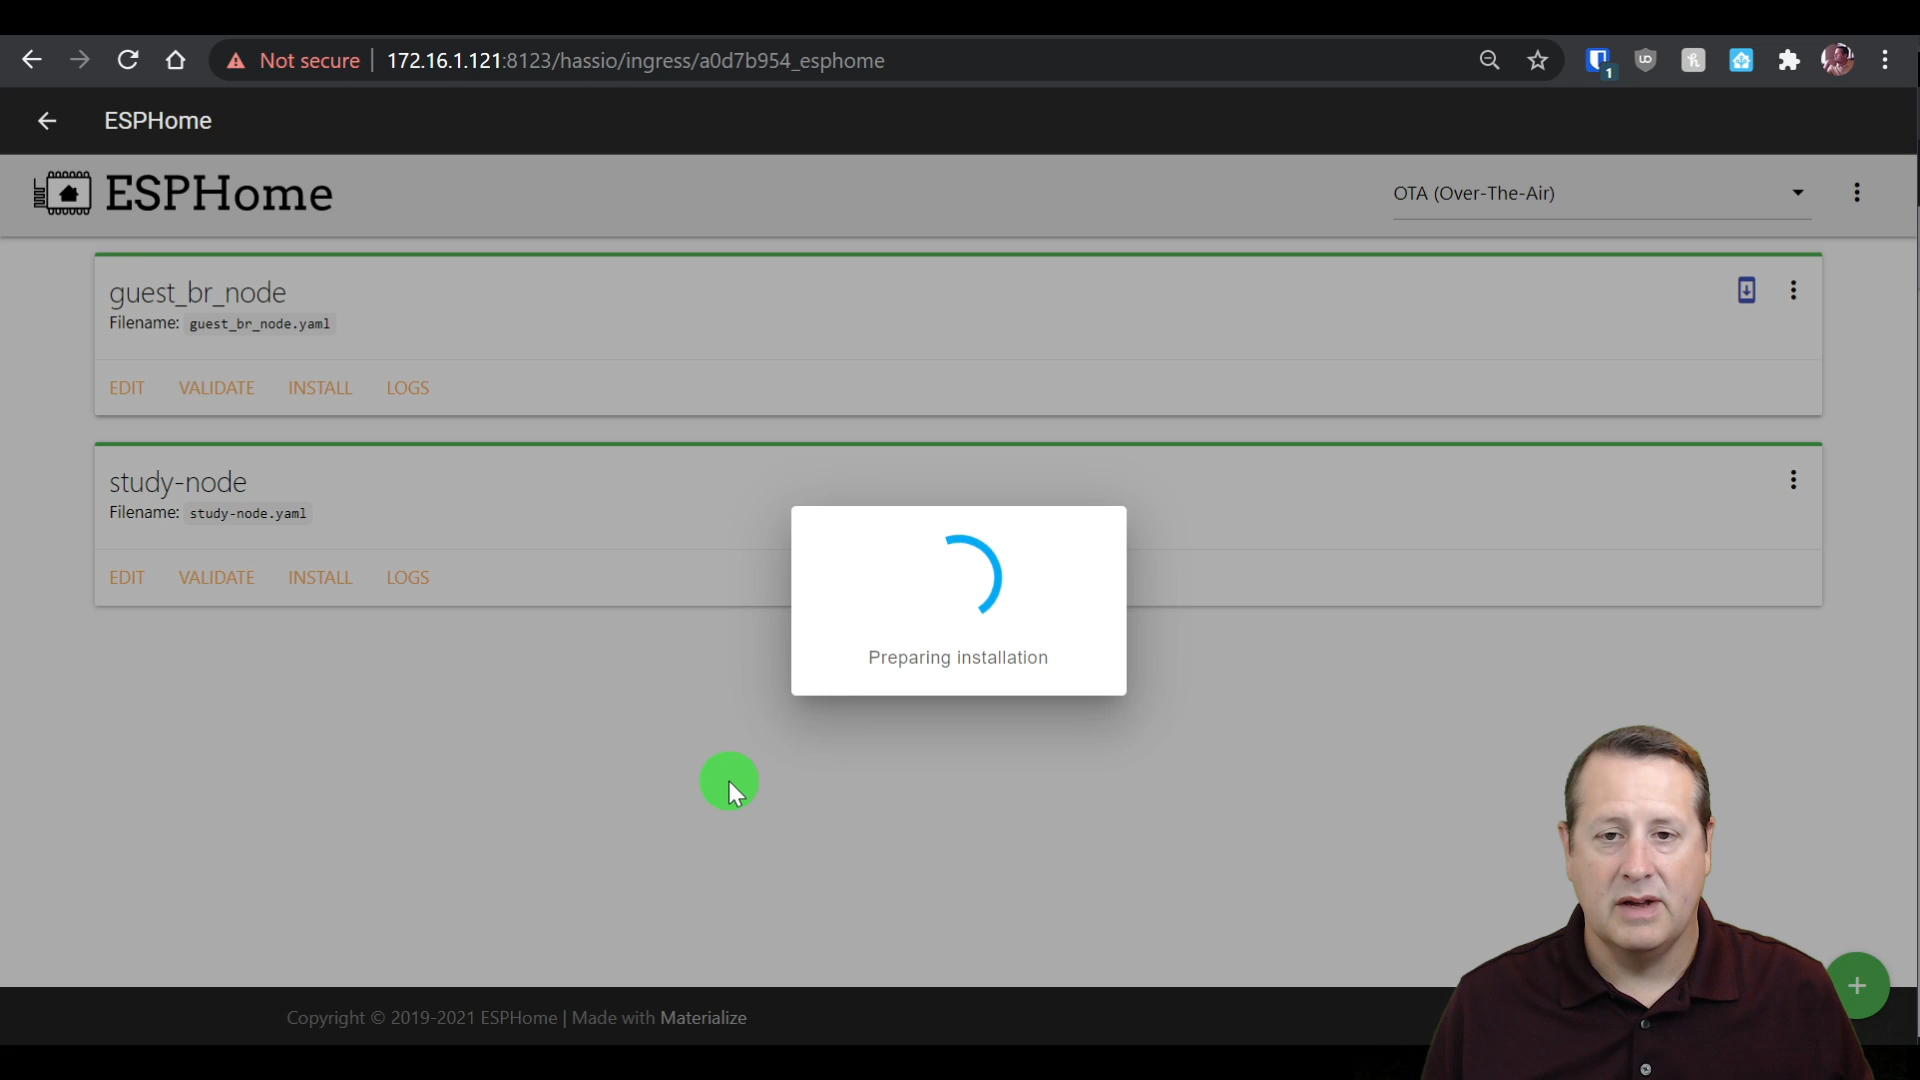 Not secure | 172.16.1.121:8123/hassio/ingress/a0d7b954_esphome
1
ESPHome
ESPHome
OTA (Over-The-Air)
guest_br_node
Filename: guest_br_node.yaml
EDIT VALIDATE INSTALL LOGS
study-node
Filename: study-node.yaml
EDIT VALIDATE INSTALL LOGS
Preparing installation
Copyright © 2019-2021 ESPHome | Made with Materialize